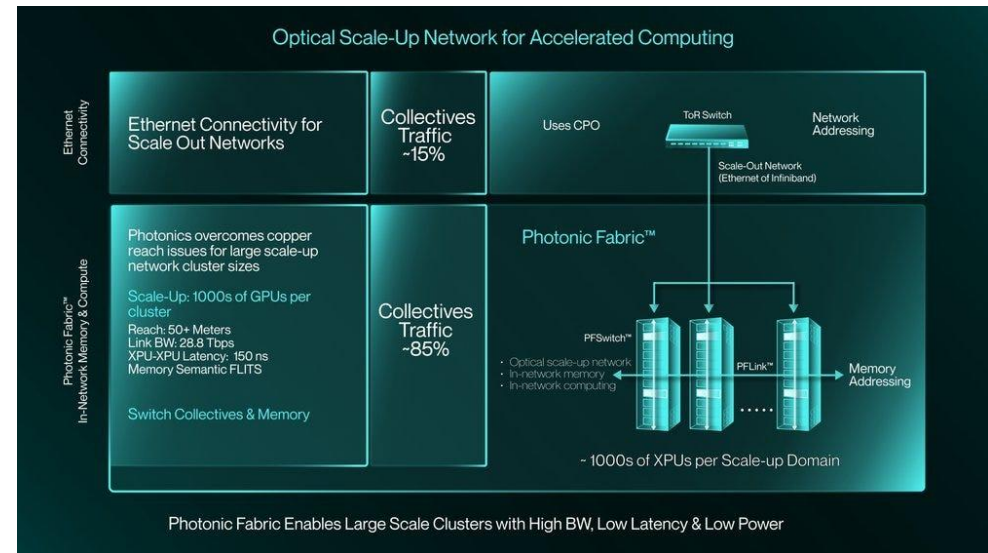 Optical Scale-Up Network for Accelerated Computing
Ethernet
Connectivity
Ethernet Connectivity for
Scale Out Networks
Collectives
Traffic
~15%
Uses CPO
ToR Switch
Network
Addressing
Scale-Out Network
(Ethernet of Infiniband)
Photonic Fabric™
In-Network Memory & Compute
Photonics overcomes copper
reach issues for large scale-up
network cluster sizes
Scale-Up: 1000s of GPUs per
cluster
Reach: 50+ Meters
Link BW: 28.8 Tbps
XPU-XPU Latency: 150 ns
Memory Semantic FLITS
Switch Collectives & Memory
Collectives
Traffic
~85%
Photonic Fabric™
PFSwitch™
• Optical scale-up network
• In-network memory
• In-network computing
PFLink™
Memory
Addressing
~ 1000s of XPUs per Scale-up Domain
Photonic Fabric Enables Large Scale Clusters with High BW, Low Latency & Low Power